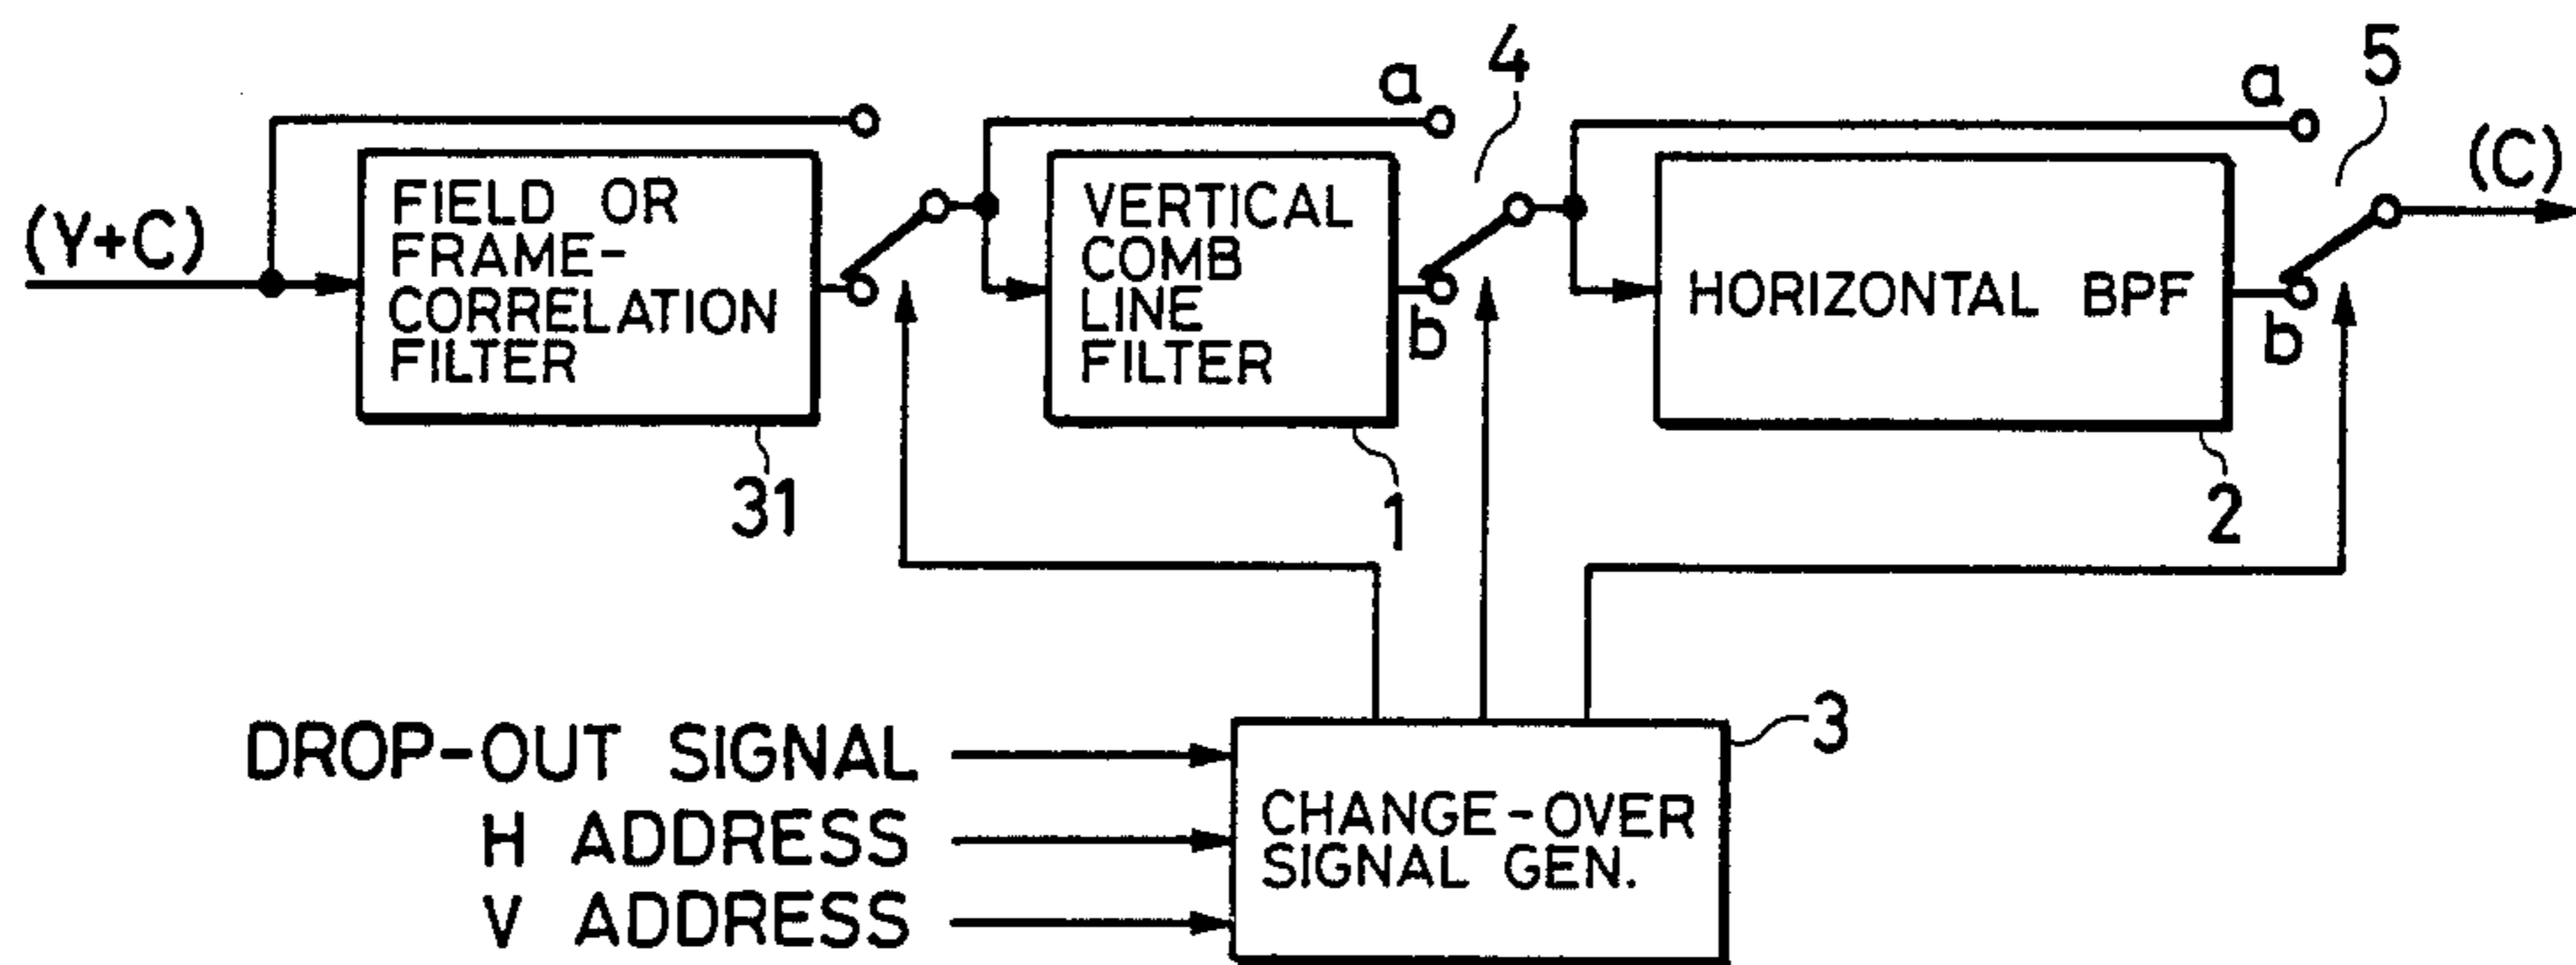 a
4
a
5
(C)
(Y+C)
FIELD OR
FRAME-
CORRELATION
FILTER
VERTICAL
COMB
LINE
FILTER
HORIZONTAL BPF
b
b
31
1
2
3
DROP-OUT SIGNAL
H ADDRESS
V ADDRESS
CHANGE-OVER
SIGNAL GEN.